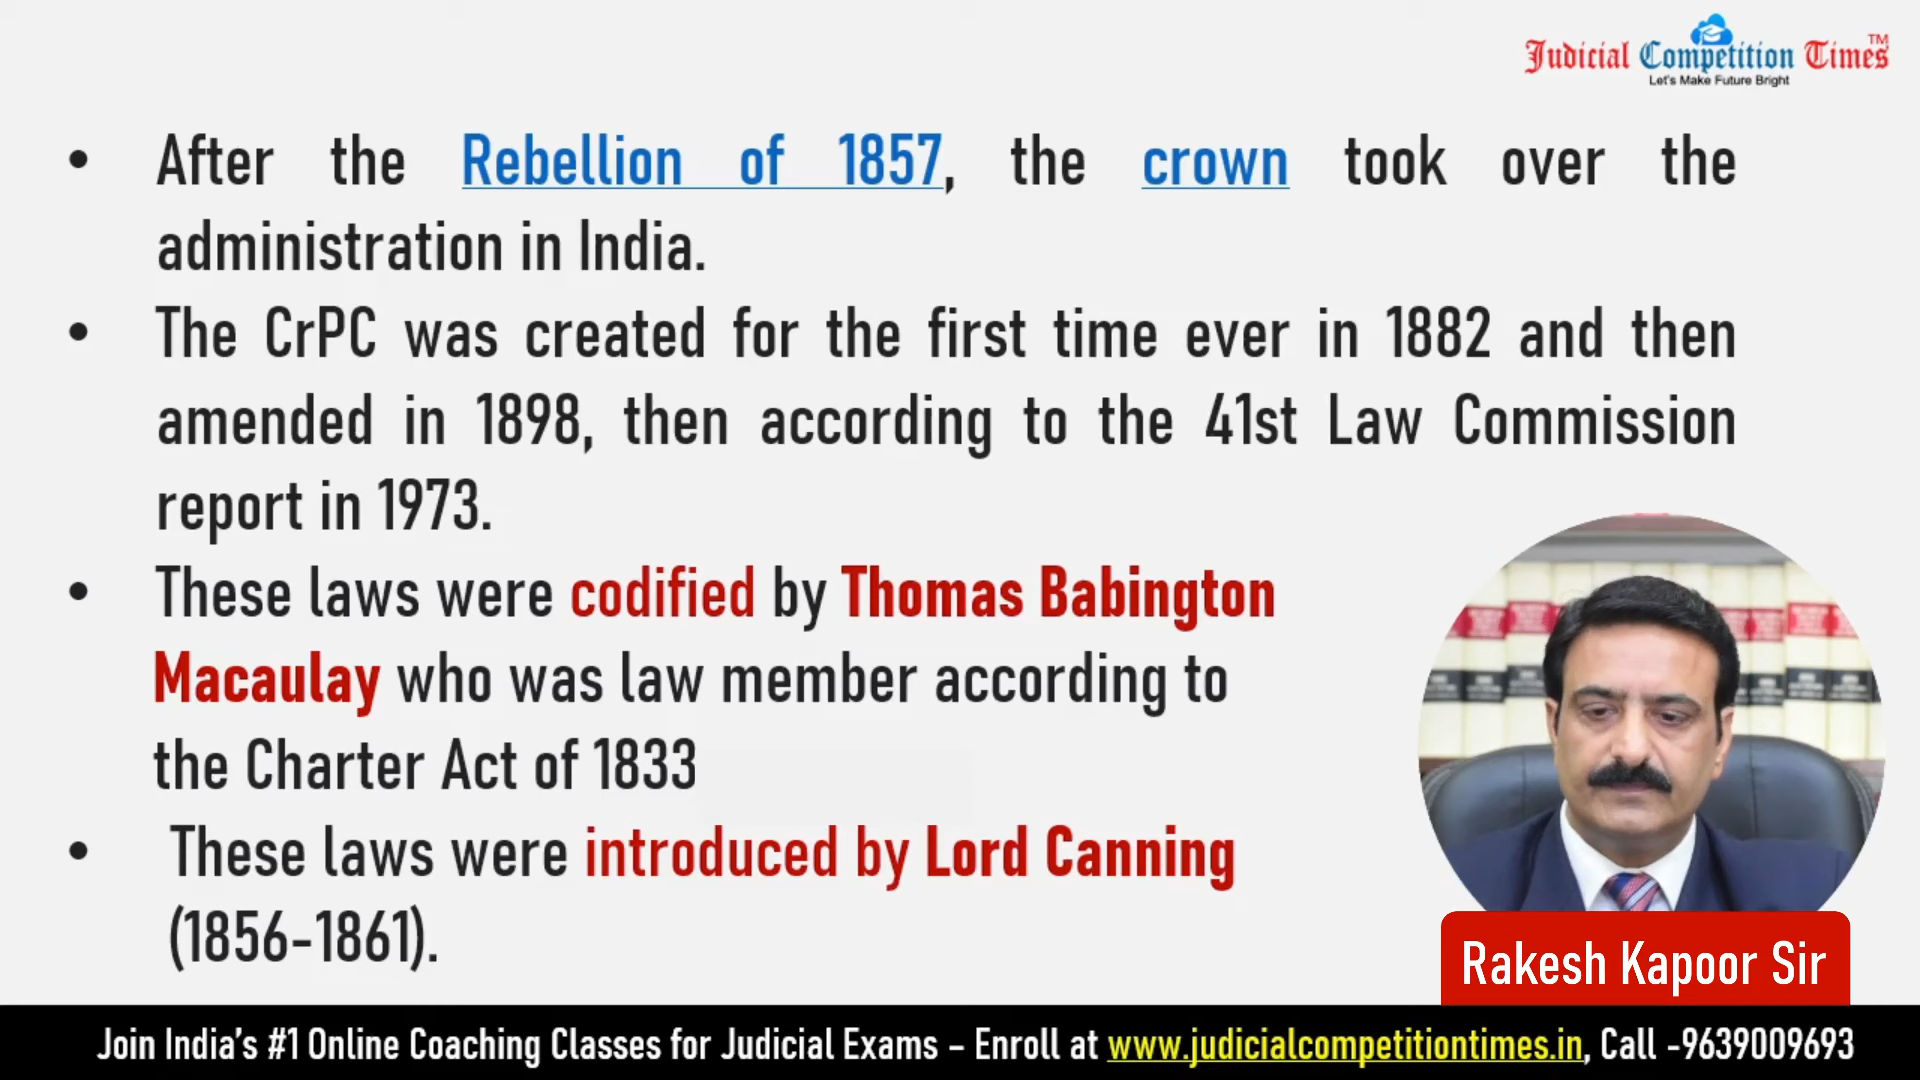 Judicial Competition Times™
Let's Make Future Bright
• After the Rebellion of 1857, the crown took over the
administration in India.
• The CrPC was created for the first time ever in 1882 and then
amended in 1898, then according to the 41st Law Commission
report in 1973.
• These laws were codified by Thomas Babington
Macaulay who was law member according to
the Charter Act of 1833
• These laws were introduced by Lord Canning
(1856-1861).
Rakesh Kapoor Sir
Join India's #1 Online Coaching Classes for Judicial Exams – Enroll at www.judicialcompetitiontimes.in, Call -9639009693